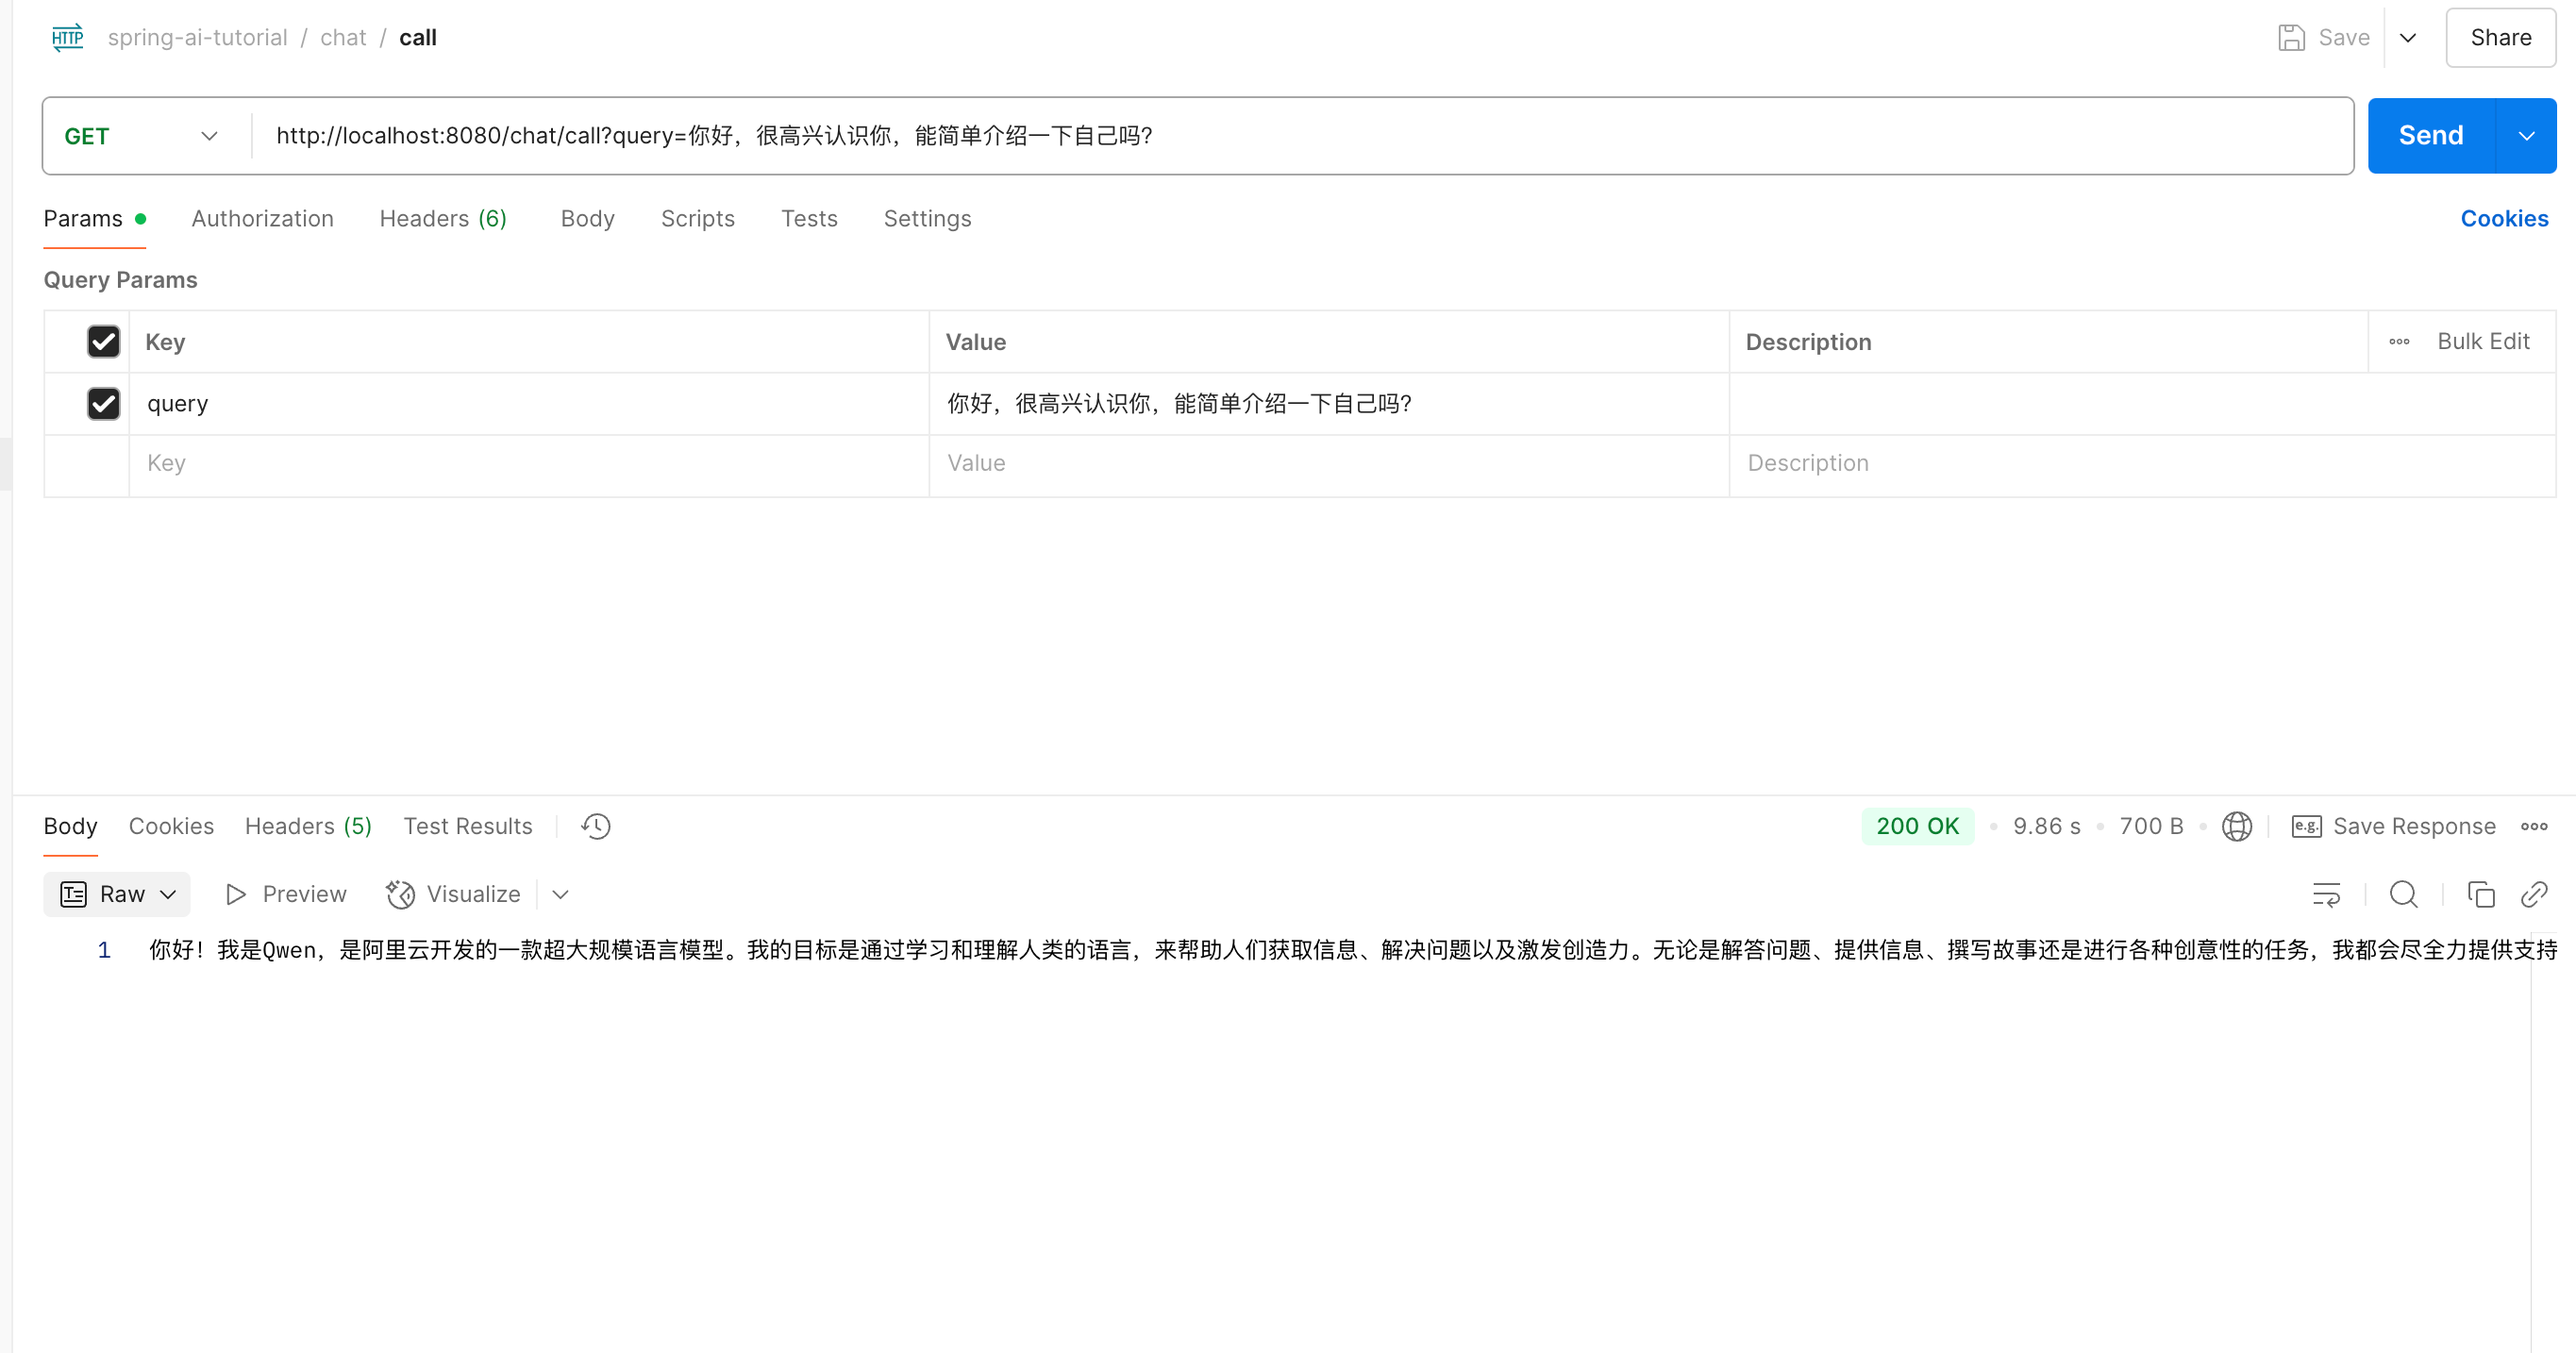 HTTP spring-ai-tutorial / chat / call Save Share
GET http://localhost:8080/chat/call?query=你好，很高兴认识你，能简单介绍一下自己吗？ Send
Params Authorization Headers (6) Body Scripts Tests Settings Cookies
Query Params
Key Value Description Bulk Edit
query 你好，很高兴认识你，能简单介绍一下自己吗？
Key Value Description
Body Cookies Headers (5) Test Results 200 OK 9.86 s 700 B e.g. Save Response
Raw Preview Visualize
1 你好！我是Qwen，是阿里云开发的一款超大规模语言模型。我的目标是通过学习和理解人类的语言，来帮助人们获取信息、解决问题以及激发创造力。无论是解答问题、提供信息、撰写故事还是进行各种创意性的任务，我都会尽全力提供支持